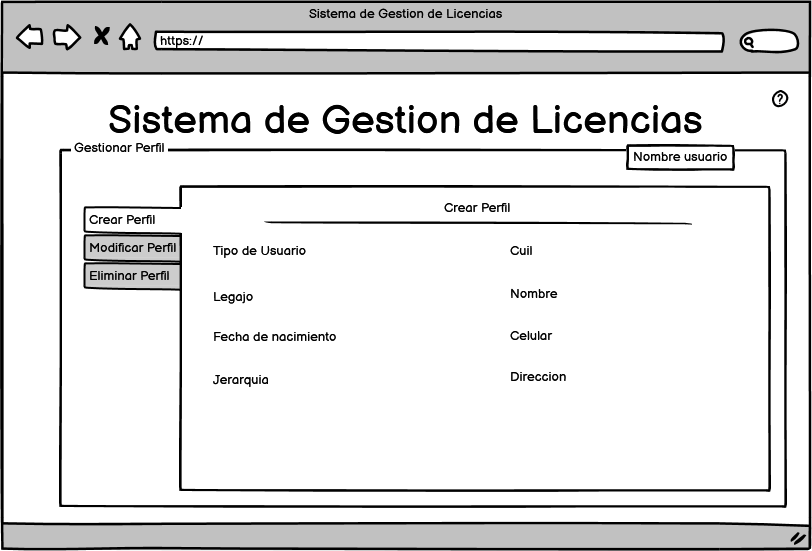 Sistema de Gestion de Licencias
https://
?
Sistema de Gestion de Licencias
Gestionar Perfil
Nombre usuario
Crear Perfil
Modificar Perfil
Eliminar Perfil
Crear Perfil
Tipo de Usuario
Cuil
Legajo
Nombre
Fecha de nacimiento
Celular
Jerarquia
Direccion